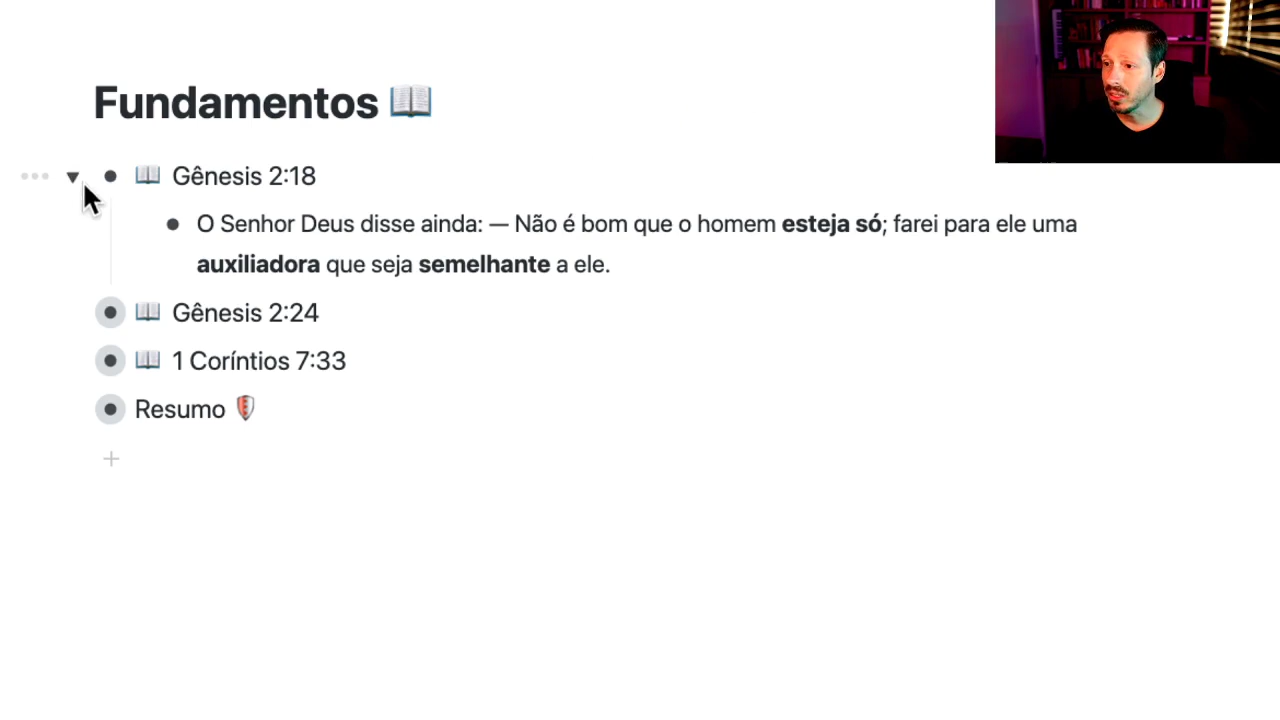 Fundamentos 📖
📖 Gênesis 2:18
O Senhor Deus disse ainda: — Não é bom que o homem esteja só; farei para ele uma
auxiliadora que seja semelhante a ele.
📖 Gênesis 2:24
📖 1 Coríntios 7:33
Resumo 🛡️